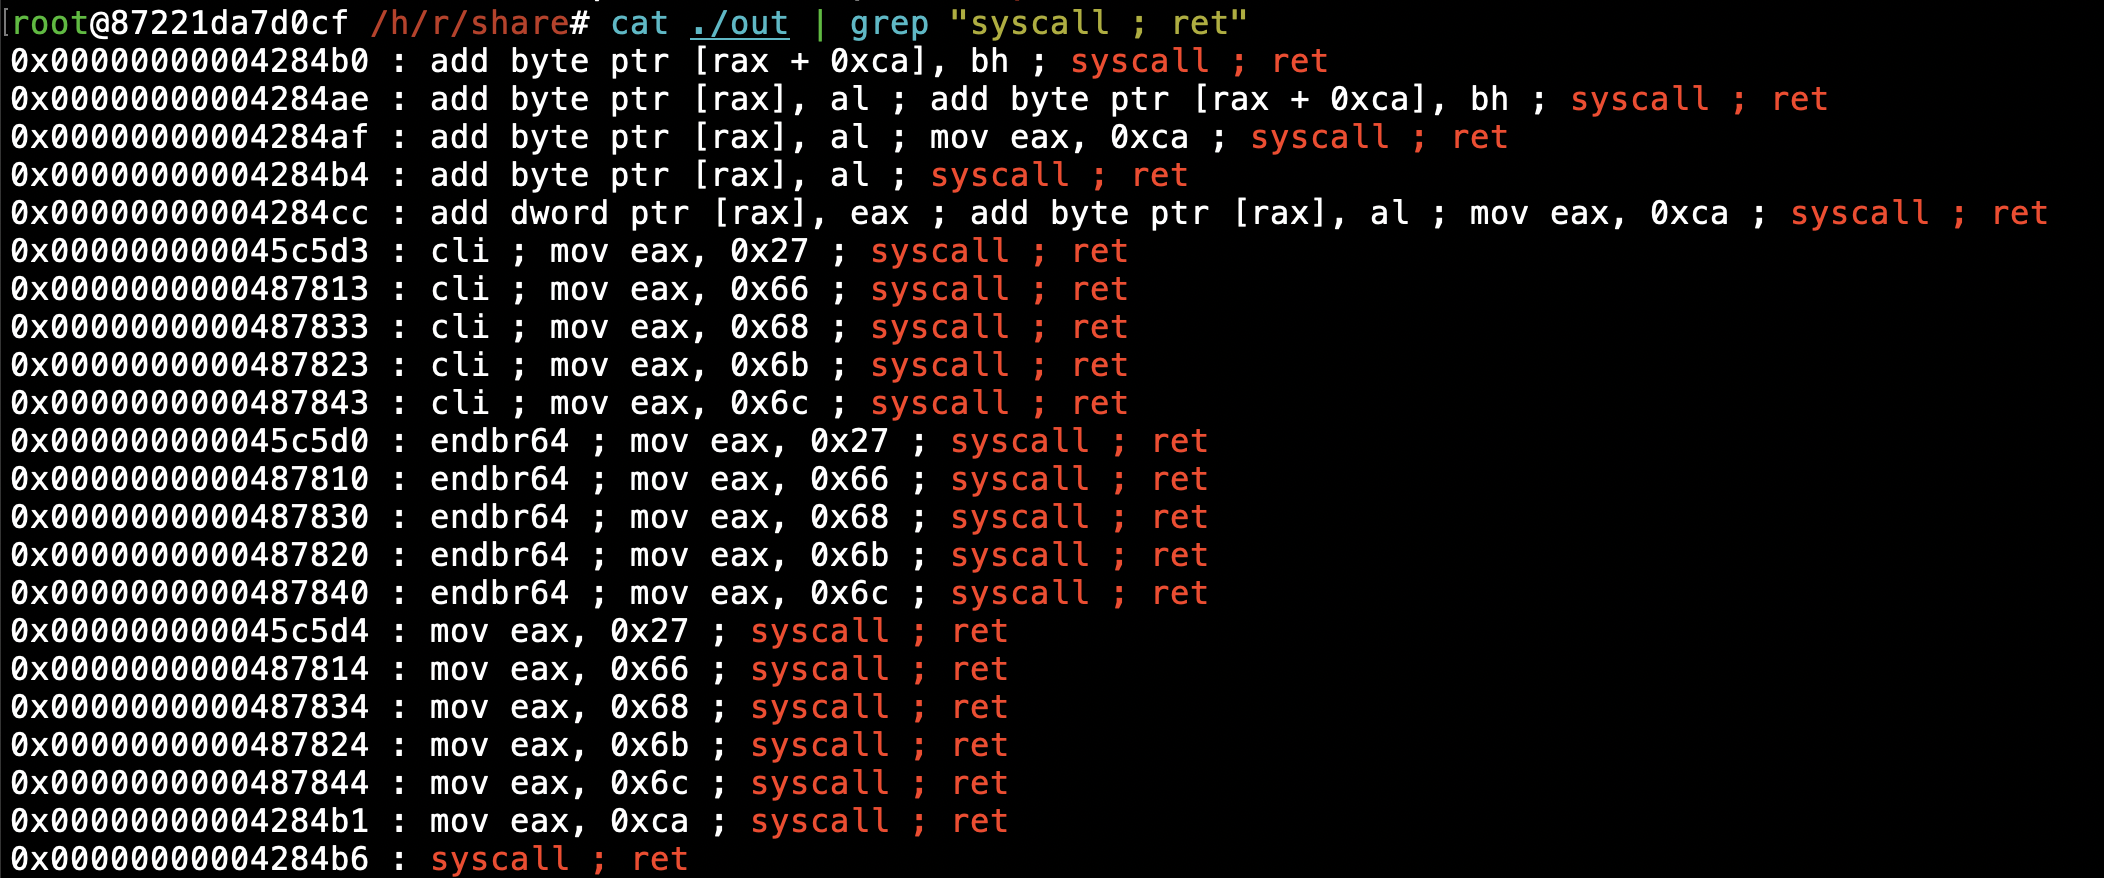 [root@87221da7d0cf /h/r/share# cat ./out | grep "syscall ; ret"
0x00000000004284b0 : add byte ptr [rax + 0xca], bh ; syscall ; ret
0x00000000004284ae : add byte ptr [rax], al ; add byte ptr [rax + 0xca], bh ; syscall ; ret
0x00000000004284af : add byte ptr [rax], al ; mov eax, 0xca ; syscall ; ret
0x00000000004284b4 : add byte ptr [rax], al ; syscall ; ret
0x00000000004284cc : add dword ptr [rax], eax ; add byte ptr [rax], al ; mov eax, 0xca ; syscall ; ret
0x000000000045c5d3 : cli ; mov eax, 0x27 ; syscall ; ret
0x0000000000487813 : cli ; mov eax, 0x66 ; syscall ; ret
0x0000000000487833 : cli ; mov eax, 0x68 ; syscall ; ret
0x0000000000487823 : cli ; mov eax, 0x6b ; syscall ; ret
0x0000000000487843 : cli ; mov eax, 0x6c ; syscall ; ret
0x000000000045c5d0 : endbr64 ; mov eax, 0x27 ; syscall ; ret
0x0000000000487810 : endbr64 ; mov eax, 0x66 ; syscall ; ret
0x0000000000487830 : endbr64 ; mov eax, 0x68 ; syscall ; ret
0x0000000000487820 : endbr64 ; mov eax, 0x6b ; syscall ; ret
0x0000000000487840 : endbr64 ; mov eax, 0x6c ; syscall ; ret
0x000000000045c5d4 : mov eax, 0x27 ; syscall ; ret
0x0000000000487814 : mov eax, 0x66 ; syscall ; ret
0x0000000000487834 : mov eax, 0x68 ; syscall ; ret
0x0000000000487824 : mov eax, 0x6b ; syscall ; ret
0x0000000000487844 : mov eax, 0x6c ; syscall ; ret
0x00000000004284b1 : mov eax, 0xca ; syscall ; ret
0x00000000004284b6 : syscall ; ret